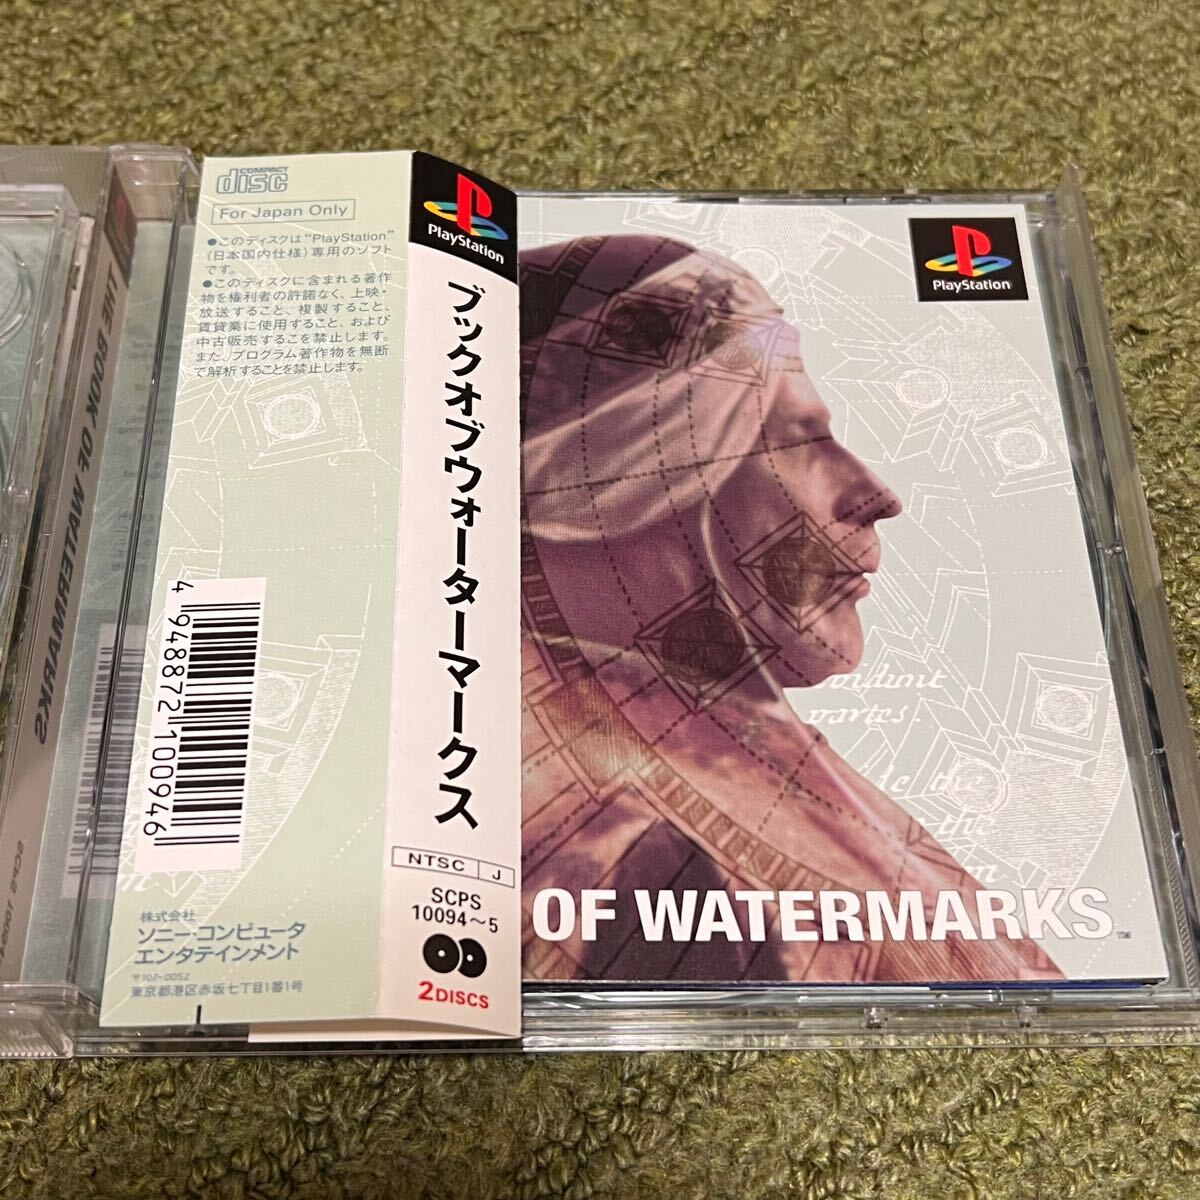 THE BOOK OF WATERMARKS
COMPACT
disc
For Japan Only
●このディスクは"PlayStation"
(日本国内仕様)専用のソフト
です。
●このディスクに含まれる著作
物を権利者の許諾なく、上映・
放送すること、複製すること、
賃貸業に使用すること、および
中古販売するこを禁止します。
また、プログラム著作物を無断
で解析することを禁止します。
4 948872 100946
株式会社
ソニー・コンピュータ
エンタテインメント
〒107-0052
東京都港区赤坂七丁目1番1号
PlayStation
ブックオブウォーターマークス
NTSC J
SCPS
10094～5
2DISCS
PlayStation
ondunt
partes.
de the
the
OF WATERMARKS
TM